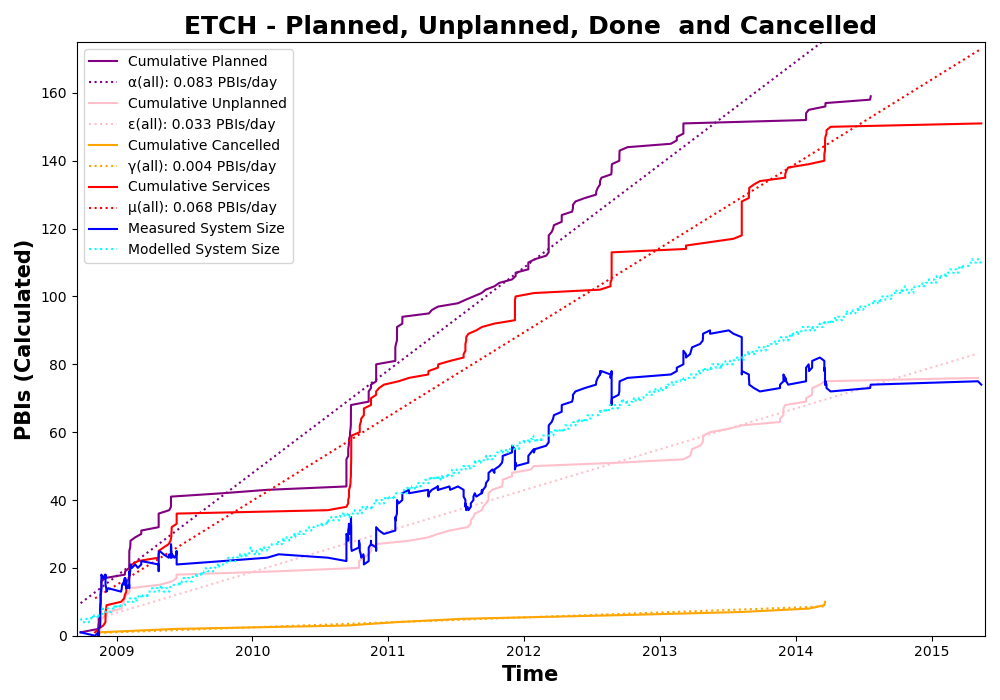 ETCH - Planned, Unplanned, Done  and Cancelled
PBIs (Calculated)
160
140
120
100
80
60
40
20
0
Cumulative Planned
α(all): 0.083 PBIs/day
Cumulative Unplanned
ε(all): 0.033 PBIs/day
Cumulative Cancelled
γ(all): 0.004 PBIs/day
Cumulative Services
μ(all): 0.068 PBIs/day
Measured System Size
Modelled System Size
2009 2010 2011 2012 2013 2014 2015
Time